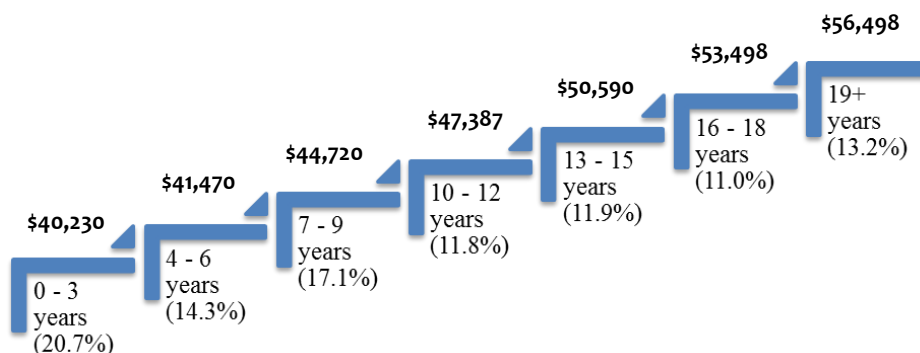 $40,230
0 - 3
years
(20.7%)
$41,470
4 - 6
years
(14.3%)
$44,720
7 - 9
years
(17.1%)
$47,387
10 - 12
years
(11.8%)
$50,590
13 - 15
years
(11.9%)
$53,498
16 - 18
years
(11.0%)
$56,498
19+
years
(13.2%)